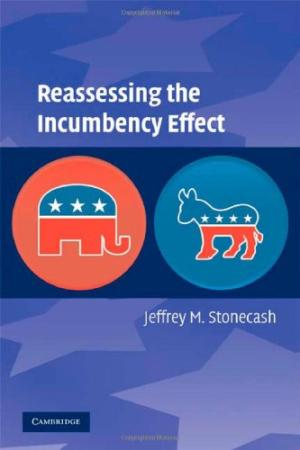 Reassessing the
Incumbency Effect
Jeffrey M. Stonecash
CAMBRIDGE